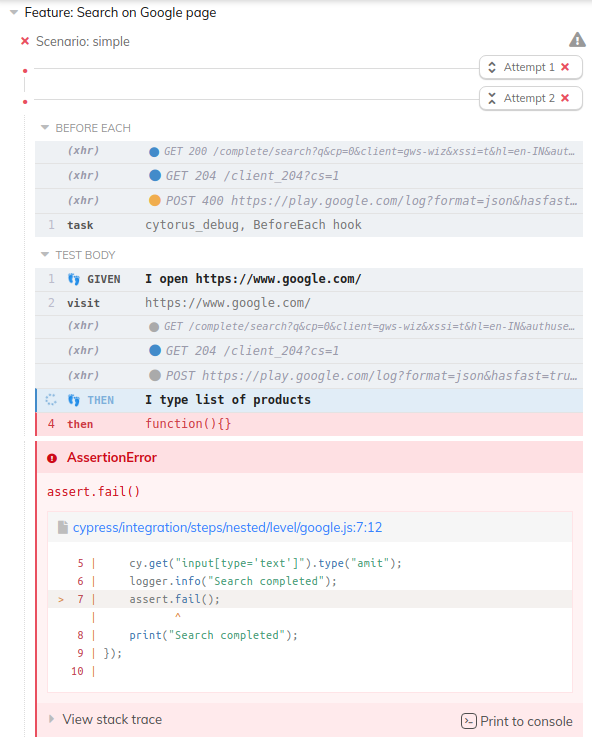 Feature: Search on Google page
Scenario: simple
Attempt 1
Attempt 2
BEFORE EACH
(xhr) GET 200 /complete/search?q&cp=0&client=gws-wiz&xssi=t&hl=en-IN&aut...
(xhr) GET 204 /client_204?cs=1
(xhr) POST 400 https://play.google.com/log?format=json&hasfast...
1 task cytorus_debug, BeforeEach hook
TEST BODY
1 GIVEN I open https://www.google.com/
2 visit https://www.google.com/
(xhr) GET /complete/search?q&cp=0&client=gws-wiz&xssi=t&hl=en-IN&authuse...
(xhr) GET 204 /client_204?cs=1
(xhr) POST https://play.google.com/log?format=json&hasfast=tru...
THEN I type list of products
4 then function(){}
AssertionError
assert.fail()
cypress/integration/steps/nested/level/google.js:7:12
5 | cy.get("input[type='text']").type("amit");
6 | logger.info("Search completed");
> 7 | assert.fail();
| ^
8 | print("Search completed");
9 | });
10 |
View stack trace
Print to console